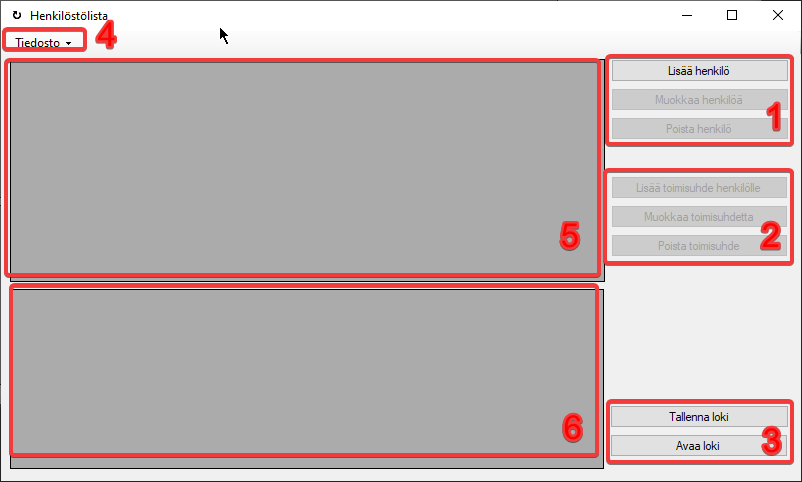 Henkilöstölista
Tiedosto
4
Lisää henkilö
Muokkaa henkilöä
Poista henkilö
1
Lisää toimisuhde henkilölle
Muokkaa toimisuhdetta
Poista toimisuhde
2
5
6
Tallenna loki
Avaa loki
3